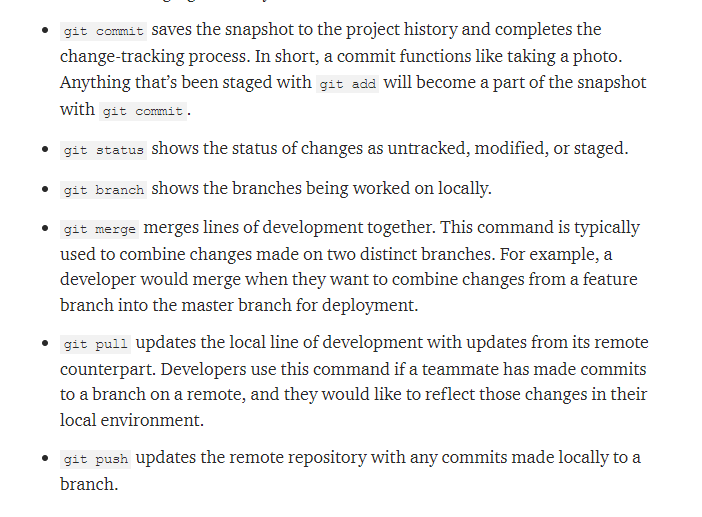 git commit saves the snapshot to the project history and completes the
change-tracking process. In short, a commit functions like taking a photo.
Anything that’s been staged with git add will become a part of the snapshot
with git commit.
git status shows the status of changes as untracked, modified, or staged.
git branch shows the branches being worked on locally.
git merge merges lines of development together. This command is typically
used to combine changes made on two distinct branches. For example, a
developer would merge when they want to combine changes from a feature
branch into the master branch for deployment.
git pull updates the local line of development with updates from its remote
counterpart. Developers use this command if a teammate has made commits
to a branch on a remote, and they would like to reflect those changes in their
local environment.
git push updates the remote repository with any commits made locally to a
branch.